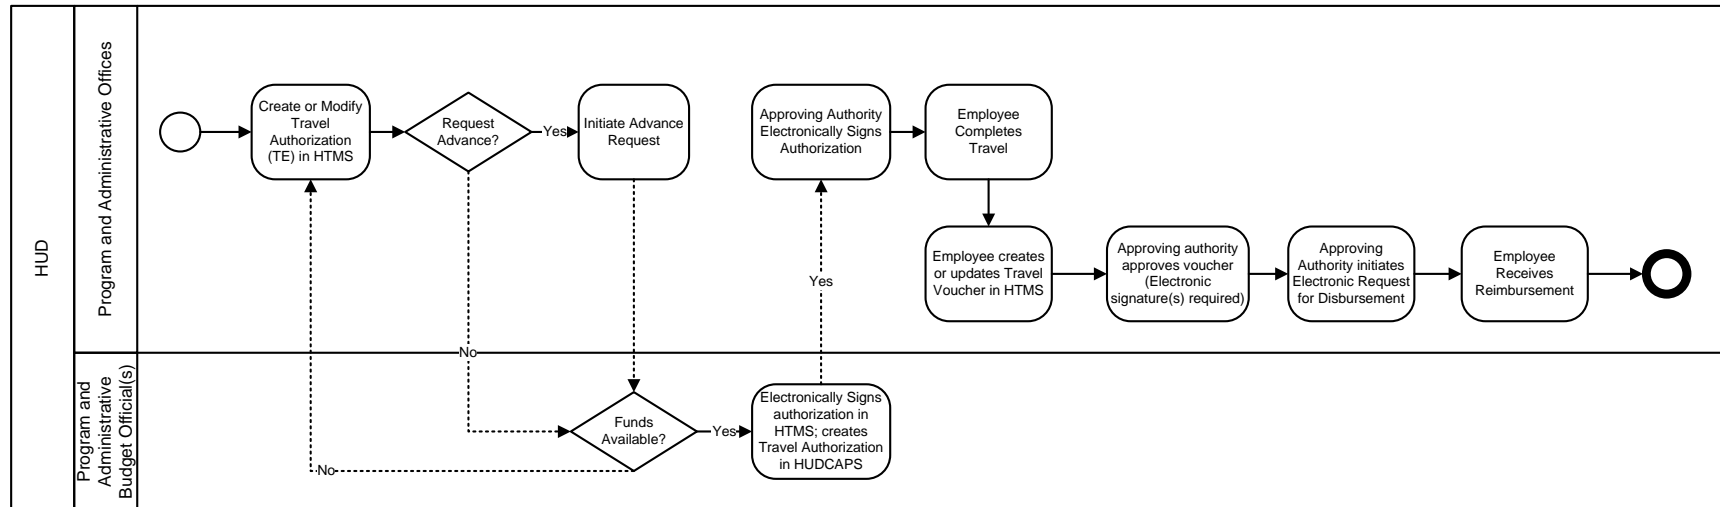 HUD
Program and Administrative Offices
Create or Modify
Travel
Authorization
(TE) in HTMS
Request
Advance?
Yes
Initiate Advance
Request
Approving Authority
Electronically Signs
Authorization
Employee
Completes
Travel
Employee creates
or updates Travel
Voucher in HTMS
Approving authority
approves voucher
(Electronic
signature(s) required)
Approving
Authority initiates
Electronic Request
for Disbursement
Employee
Receives
Reimbursement
Yes
No
Program and
Administrative
Budget Official(s)
Funds
Available?
Yes
Electronically Signs
authorization in
HTMS; creates
Travel Authorization
in HUDCAPS
No